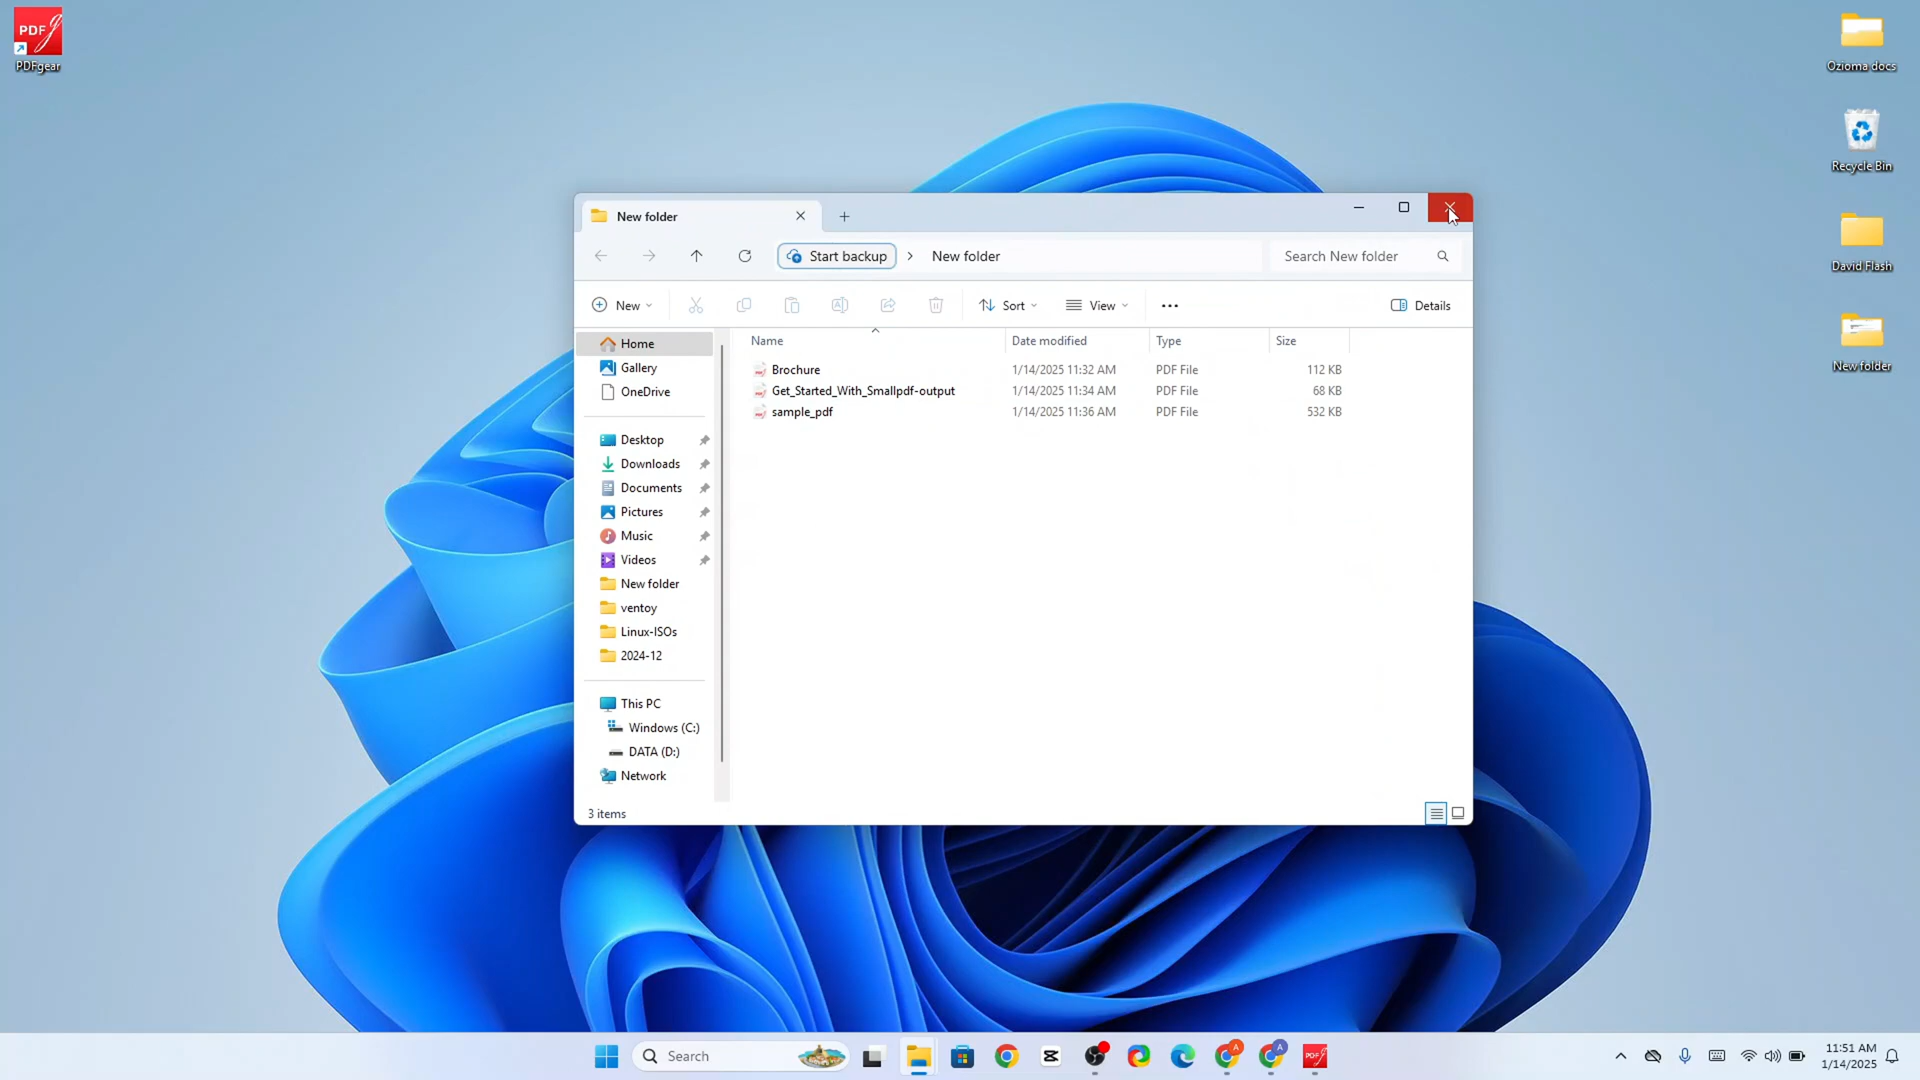 PDF
PDFgear
Ozioma docs
Recycle Bin
David Flash
New folder
New folder
Start backup
New folder
Search New folder
New
Sort
View
Details
Home
Gallery
OneDrive
Desktop
Downloads
Documents
Pictures
Music
Videos
New folder
ventoy
Linux-ISOs
2024-12
This PC
Windows (C:)
DATA (D:)
Network
Name Date modified Type Size
Brochure 1/14/2025 11:32 AM PDF File 112 KB
Get_Started_With_Smallpdf-output 1/14/2025 11:34 AM PDF File 68 KB
sample_pdf 1/14/2025 11:36 AM PDF File 532 KB
3 items
Search
A
A
PDF
11:51 AM
1/14/2025